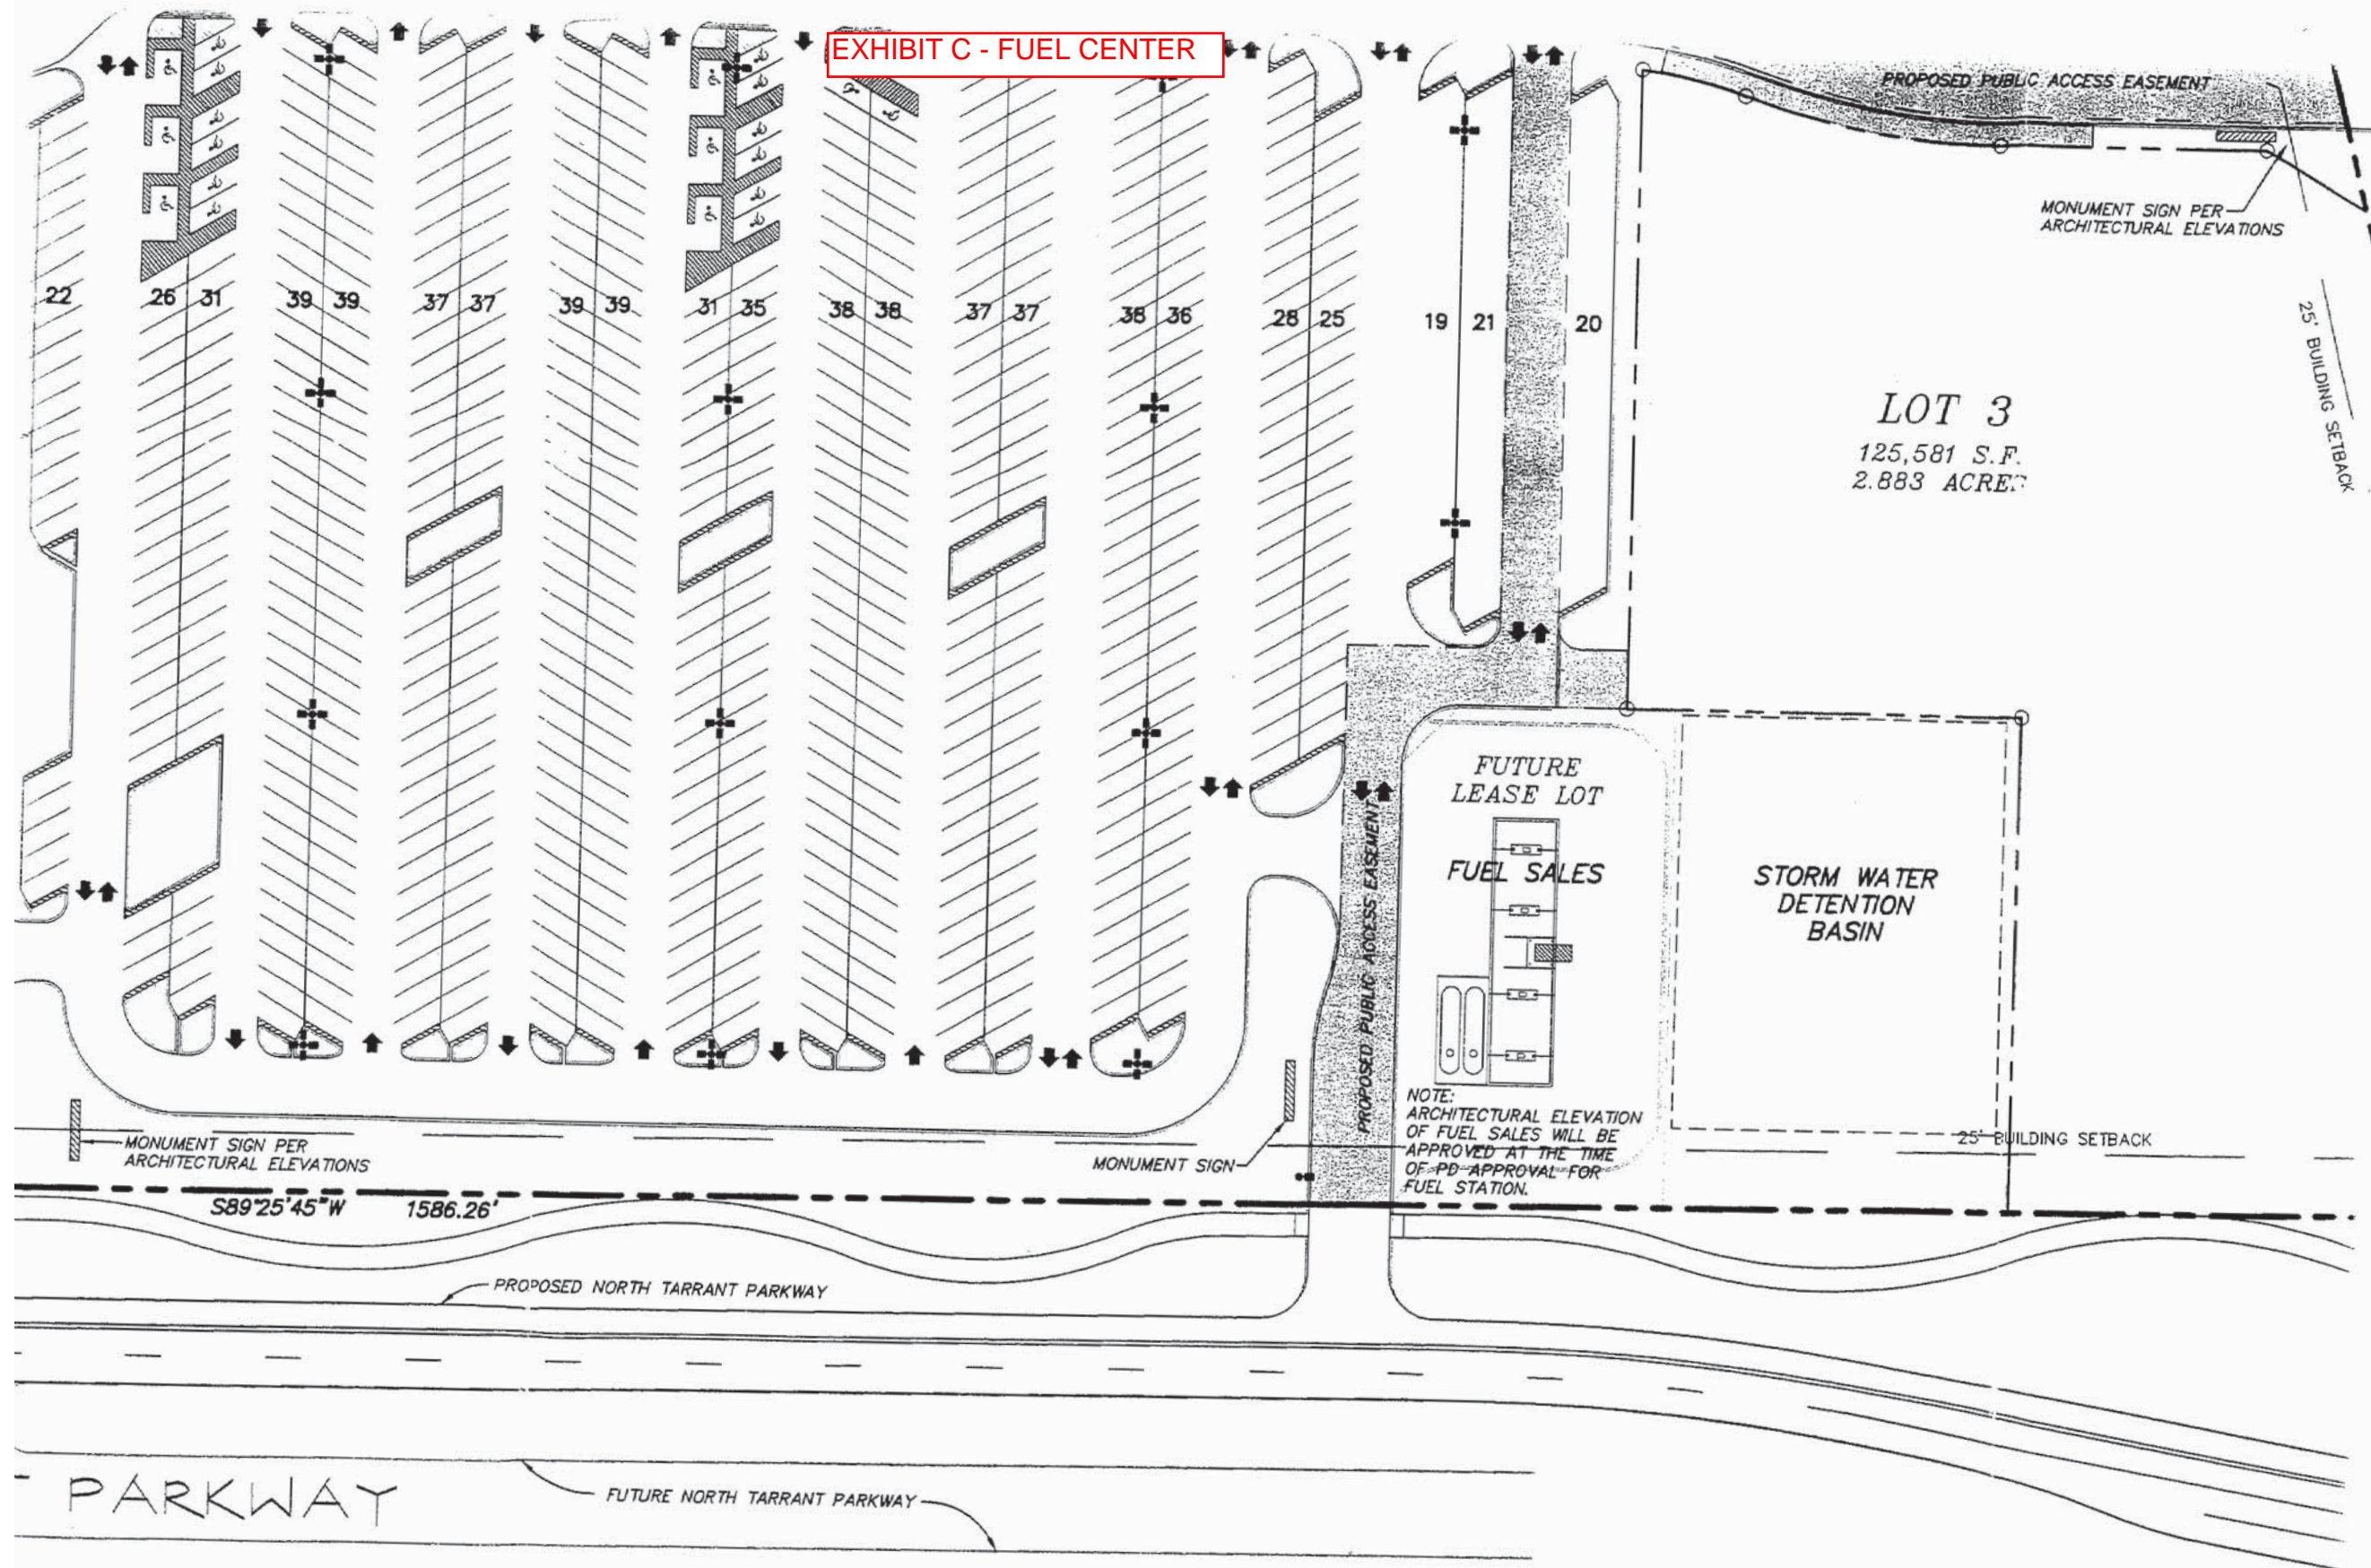 EXHIBIT C - FUEL CENTER
PROPOSED PUBLIC ACCESS EASEMENT
MONUMENT SIGN PER
ARCHITECTURAL ELEVATIONS
25' BUILDING SETBACK
22
26 31
39 39
37 37
39 39
31 35
38 38
37 37
38 36
28 25
19 21
20
LOT 3
125,581 S.F.
2.883 ACRES
FUTURE
LEASE LOT
FUEL SALES
STORM WATER
DETENTION
BASIN
PROPOSED PUBLIC ACCESS EASEMENT
NOTE:
ARCHITECTURAL ELEVATION
OF FUEL SALES WILL BE
APPROVED AT THE TIME
OF PD APPROVAL FOR
FUEL STATION.
25' BUILDING SETBACK
MONUMENT SIGN PER
ARCHITECTURAL ELEVATIONS
MONUMENT SIGN
S89°25'45"W 1586.26'
PROPOSED NORTH TARRANT PARKWAY
PARKWAY
FUTURE NORTH TARRANT PARKWAY